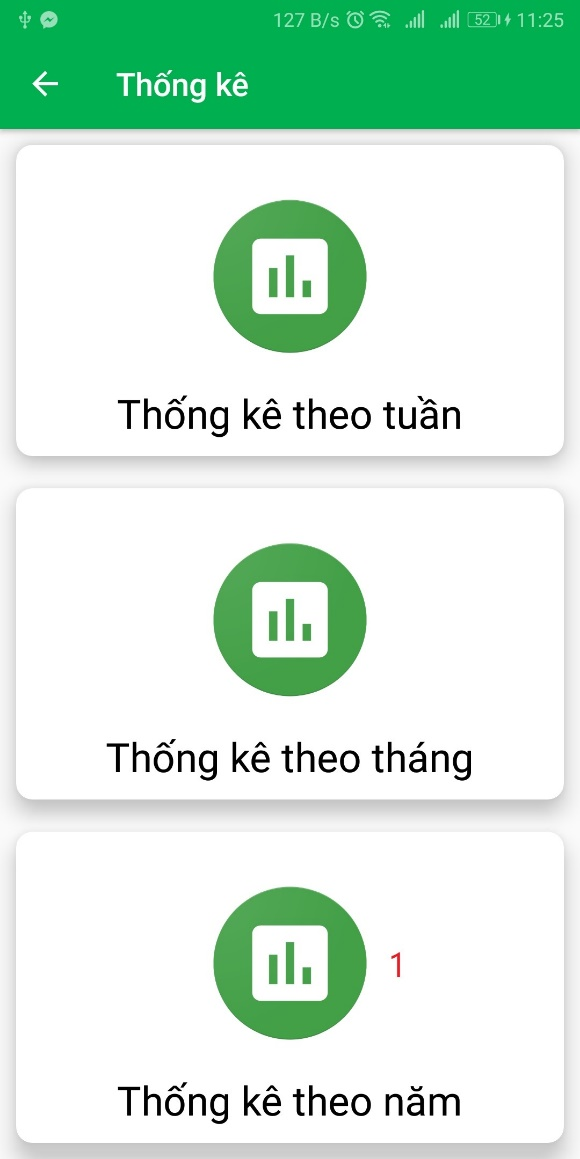 127 B/s 52 11:25
Thống kê
Thống kê theo tuần
Thống kê theo tháng
1
Thống kê theo năm